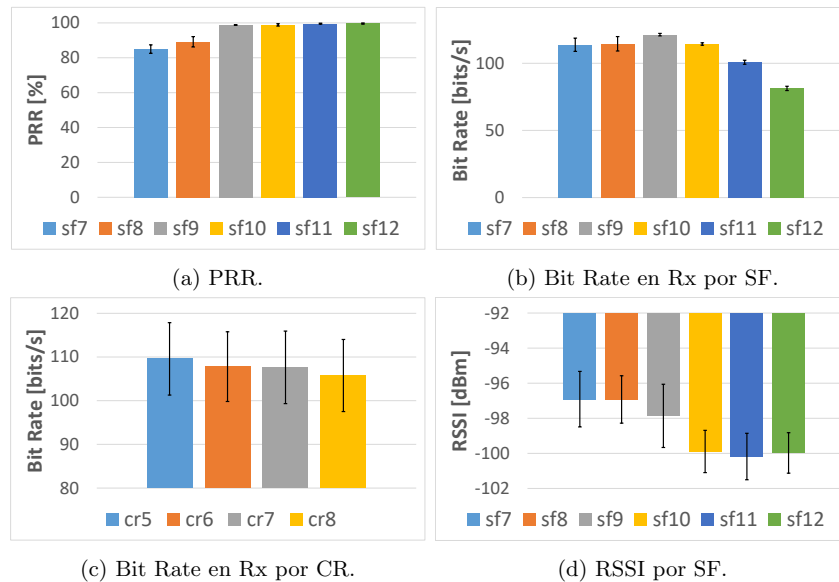 100
80
60
40
20
0
PRR [%]
sf7 sf8 sf9 sf10 sf11 sf12
(a) PRR.
100
50
0
Bit Rate [bits/s]
sf7 sf8 sf9 sf10 sf11 sf12
(b) Bit Rate en Rx por SF.
120
110
100
90
80
Bit Rate [bits/s]
cr5 cr6 cr7 cr8
(c) Bit Rate en Rx por CR.
-92
-94
-96
-98
-100
-102
RSSI [dBm]
sf7 sf8 sf9 sf10 sf11 sf12
(d) RSSI por SF.